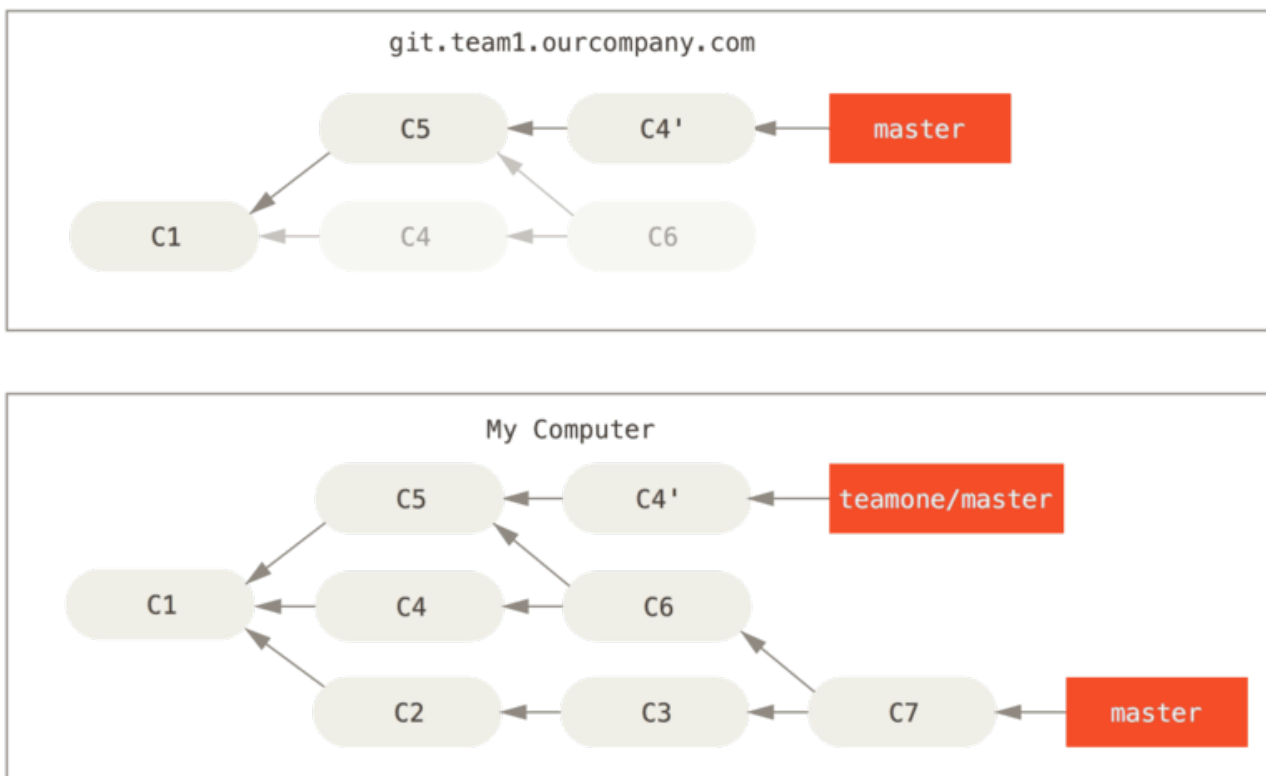 git.team1.ourcompany.com
C5
C4'
master
C1
C4
C6
My Computer
C5
C4'
teamone/master
C1
C4
C6
C2
C3
C7
master